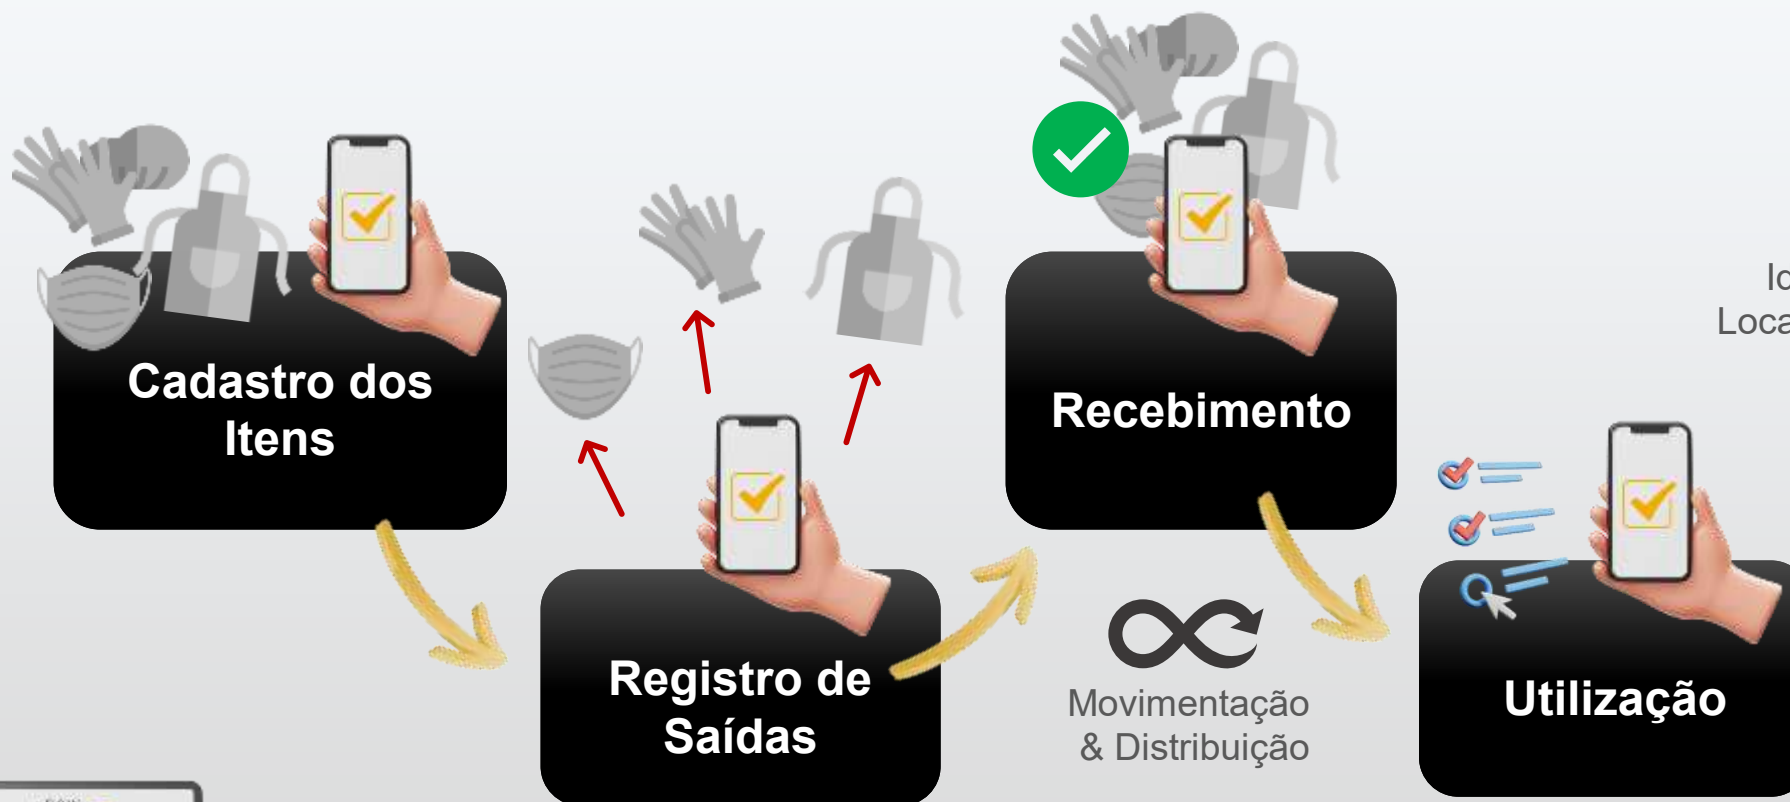 Cadastro dos
Itens
Registro de
Saídas
Recebimento
Movimentação
& Distribuição
Utilização